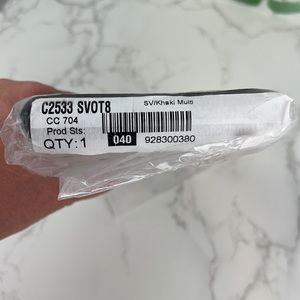 C2533 SVOT8
SV/Khaki Multi
CC 704
Prod Sts:
QTY:1
040
928300380